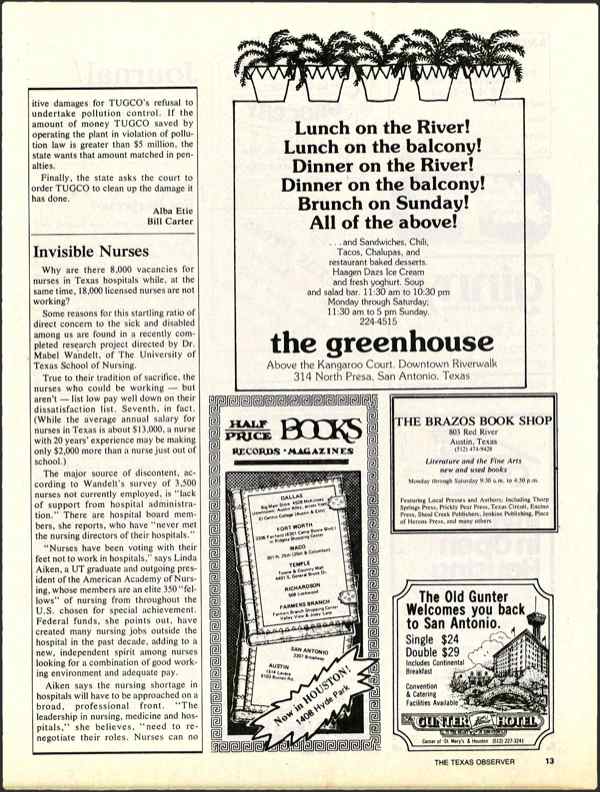 itive damages for TUGCO's refusal to
undertake pollution control. If the
amount of money TUGCO saved by
operating the plant in violation of pollu-
tion law is greater than $5 million, the
state wants that amount matched in pen-
alties.
Finally, the state asks the court to
order TUGCO to clean up the damage it
has done.
Alba Etie
Bill Carter
Invisible Nurses
Why are there 8,000 vacancies for
nurses in Texas hospitals while, at the
same time, 18,000 licensed nurses are not
working?
Some reasons for this startling ratio of
direct concern to the sick and disabled
among us are found in a recently com-
pleted research project directed by Dr.
Mabel Wandelt, of The University of
Texas School of Nursing.
True to their tradition of sacrifice, the
nurses who could be working — but
aren't — list low pay well down on their
dissatisfaction list. Seventh, in fact.
(While the average annual salary for
nurses in Texas is about $13,000, a nurse
with 20 years' experience may be making
only $2,000 more than a nurse just out of
school.)
The major source of discontent, ac-
cording to Wandelt's survey of 3,500
nurses not currently employed, is "lack
of support from hospital administra-
tion." There are hospital board mem-
bers, she reports, who have "never met
the nursing directors of their hospitals."
"Nurses have been voting with their
feet not to work in hospitals," says Linda
Aiken, a UT graduate and outgoing pres-
ident of the American Academy of Nurs-
ing, whose members are an elite 350 "fel-
lows" of nursing from throughout the
U.S. chosen for special achievement.
Federal funds, she points out, have
created many nursing jobs outside the
hospital in the past decade, adding to a
new, independent spirit among nurses
looking for a combination of good work-
ing environment and adequate pay.
Aiken says the nursing shortage in
hospitals will have to be approached on a
broad, professional front. "The
leadership in nursing, medicine and hos-
pitals," she believes, "need to re-
negotiate their roles. Nurses can no
Lunch on the River!
Lunch on the balcony!
Dinner on the River!
Dinner on the balcony!
Brunch on Sunday!
All of the above!
. . . and Sandwiches, Chili,
Tacos, Chalupas, and
restaurant baked desserts.
Haagen Dazs Ice Cream
and fresh yoghurt. Soup
and salad bar. 11:30 am to 10:30 pm
Monday through Saturday;
11:30 am to 5 pm Sunday.
224-4515
the greenhouse
Above the Kangaroo Court. Downtown Riverwalk
314 North Presa, San Antonio, Texas
HALF
PRICE
BOOKS
RECORDS • MAGAZINES
DALLAS
FORT WORTH
WACO
TEMPLE
RICHARDSON
508 Lockwood
FARMERS BRANCH
Farmers Branch Shopping Center
Valley View & Josey Lane
SAN ANTONIO
3207 Broadway
AUSTIN
1514 Lavaca
Now in HOUSTON!
1408 Hyde Park
THE BRAZOS BOOK SHOP
803 Red River
Austin, Texas
(512) 474-9428
Literature and the Fine Arts
new and used books
Monday through Saturday 9:30 a.m. to 4:30 p.m.
Featuring Local Presses and Authors; Including Thorp
Springs Press, Prickly Pear Press, Texas Circuit, Encino
Press, Shoal Creek Publishers, Jenkins Publishing, Place
of Herons Press, and many others
The Old Gunter
Welcomes you back
to San Antonio.
Single $24
Double $29
Includes Continental
Breakfast
Convention
& Catering
Facilities Available
GUNTER HOTEL
Corner of St. Mary's & Houston (512) 227-3241
THE TEXAS OBSERVER 13